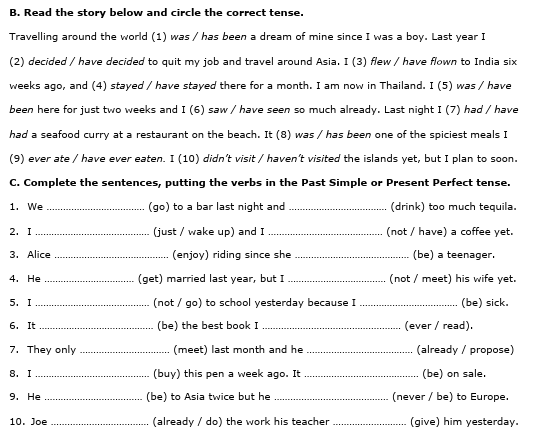 B. Read the story below and circle the correct tense.
Travelling around the world (1) was / has been a dream of mine since I was a boy. Last year I
(2) decided / have decided to quit my job and travel around Asia. I (3) flew / have flown to India six
weeks ago, and (4) stayed / have stayed there for a month. I am now in Thailand. I (5) was / have
been here for just two weeks and I (6) saw / have seen so much already. Last night I (7) had / have
had a seafood curry at a restaurant on the beach. It (8) was / has been one of the spiciest meals I
(9) ever ate / have ever eaten. I (10) didn't visit / haven't visited the islands yet, but I plan to soon.
C. Complete the sentences, putting the verbs in the Past Simple or Present Perfect tense.
1. We ................................. (go) to a bar last night and ................................. (drink) too much tequila.
2. I ...................................... (just / wake up) and I ...................................... (not / have) a coffee yet.
3. Alice ...................................... (enjoy) riding since she ...................................... (be) a teenager.
4. He .............................. (get) married last year, but I ................................. (not / meet) his wife yet.
5. I ...................................... (not / go) to school yesterday because I ................................. (be) sick.
6. It ...................................... (be) the best book I .............................................. (ever / read).
7. They only .............................. (meet) last month and he .................................... (already / propose)
8. I ...................................... (buy) this pen a week ago. It ...................................... (be) on sale.
9. He ................................. (be) to Asia twice but he ...................................... (never / be) to Europe.
10. Joe ................................. (already / do) the work his teacher ......................... (give) him yesterday.